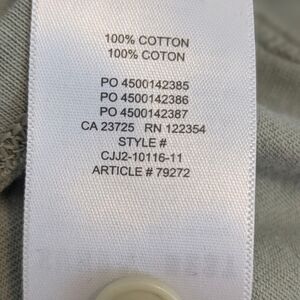 100% COTTON
100% COTON
PO 4500142385
PO 4500142386
PO 4500142387
CA 23725 RN 122354
STYLE #
CJJ2-10116-11
ARTICLE # 79272